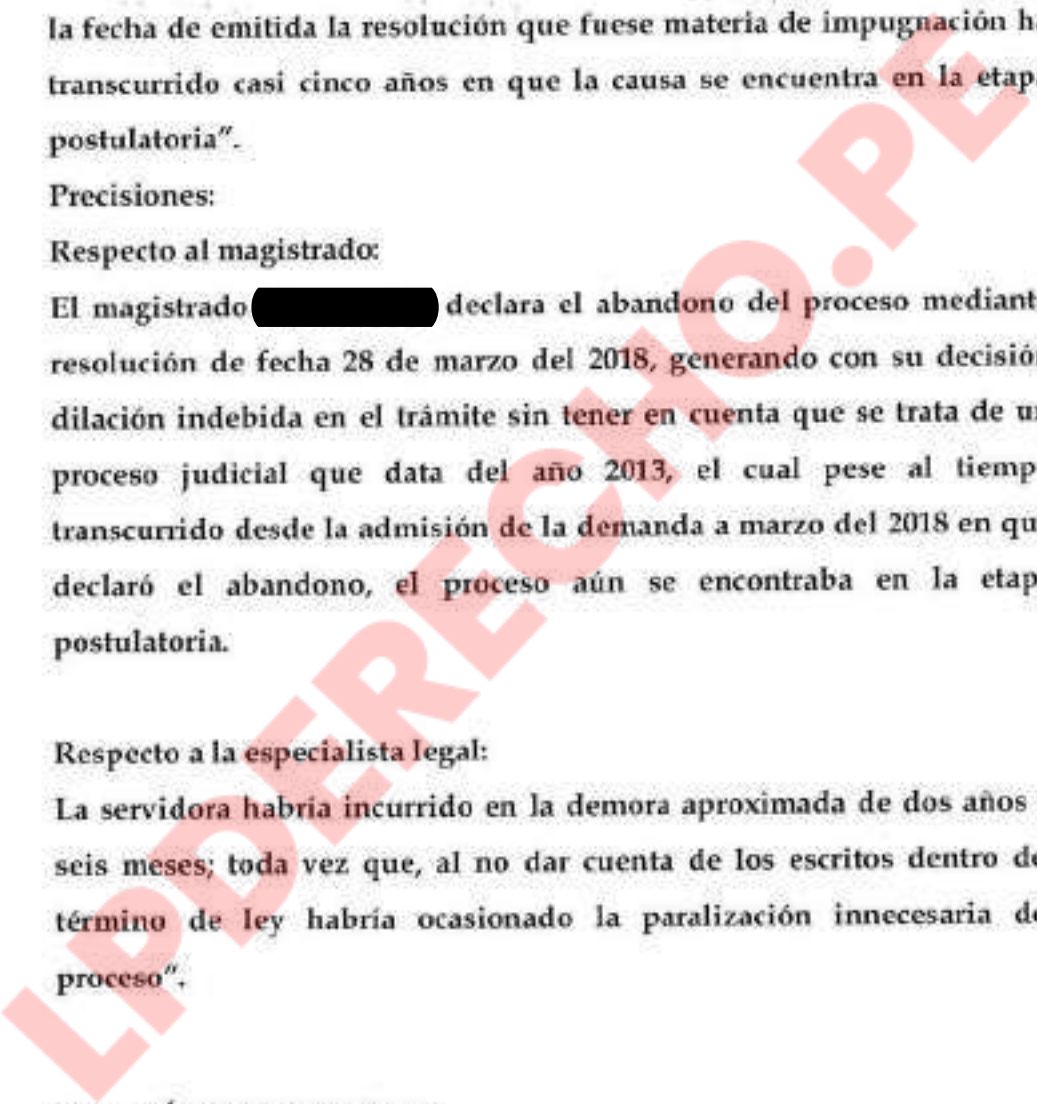 la fecha de emitida la resolución que fuese materia de impugnación ha
transcurrido casi cinco años en que la causa se encuentra en la etap
postulatoria”.
Precisiones:
Respecto al magistrado:
El magistrado declara el abandono del proceso mediant
resolución de fecha 28 de marzo del 2018, generando con su decisión
dilación indebida en el trámite sin tener en cuenta que se trata de un
proceso judicial que data del año 2013, el cual pese al tiemp
transcurrido desde la admisión de la demanda a marzo del 2018 en qu
declaró el abandono, el proceso aún se encontraba en la etap
postulatoria.
Respecto a la especialista legal:
La servidora habría incurrido en la demora aproximada de dos años
seis meses; toda vez que, al no dar cuenta de los escritos dentro de
término de ley habría ocasionado la paralización innecesaria de
proceso”.
LPDERECHO.PE